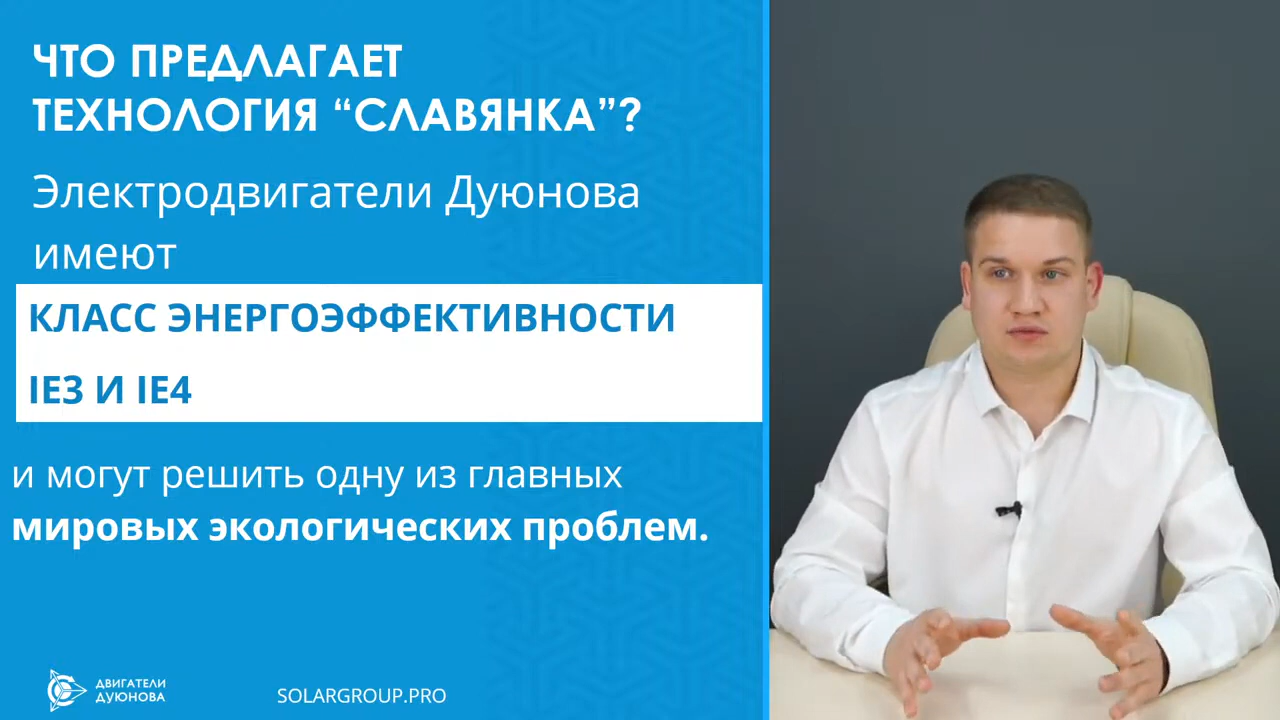 ЧТО ПРЕДЛАГАЕТ
ТЕХНОЛОГИЯ “СЛАВЯНКА”?
Электродвигатели Дуюнова
имеют
КЛАСС ЭНЕРГОЭФФЕКТИВНОСТИ
IE3 И IE4
и могут решить одну из главных
мировых экологических проблем.
ДВИГАТЕЛИ
ДУЮНОВА
SOLARGROUP.PRO